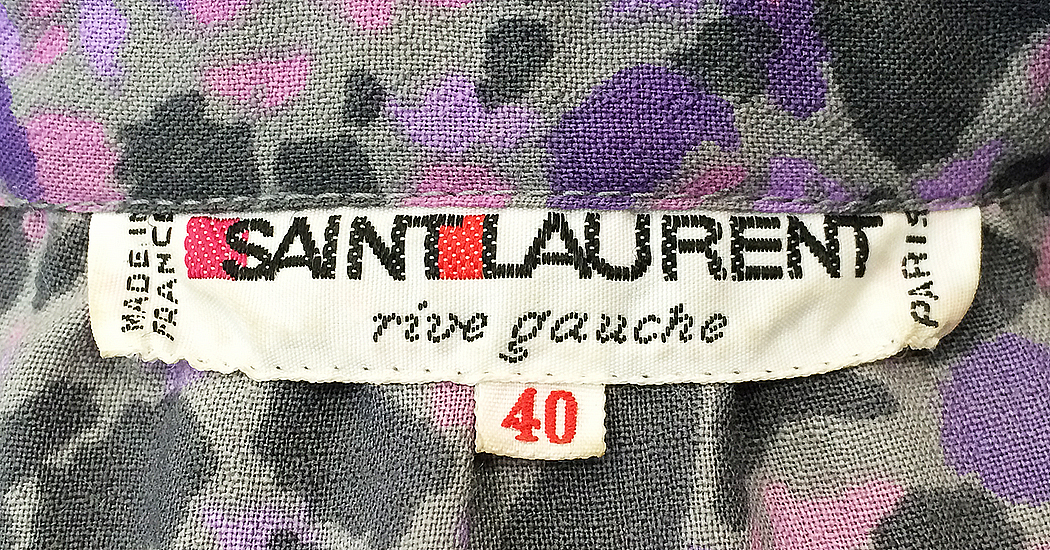 MADE IN
FRANCE
SAINT LAURENT
rive gauche
PARIS
40